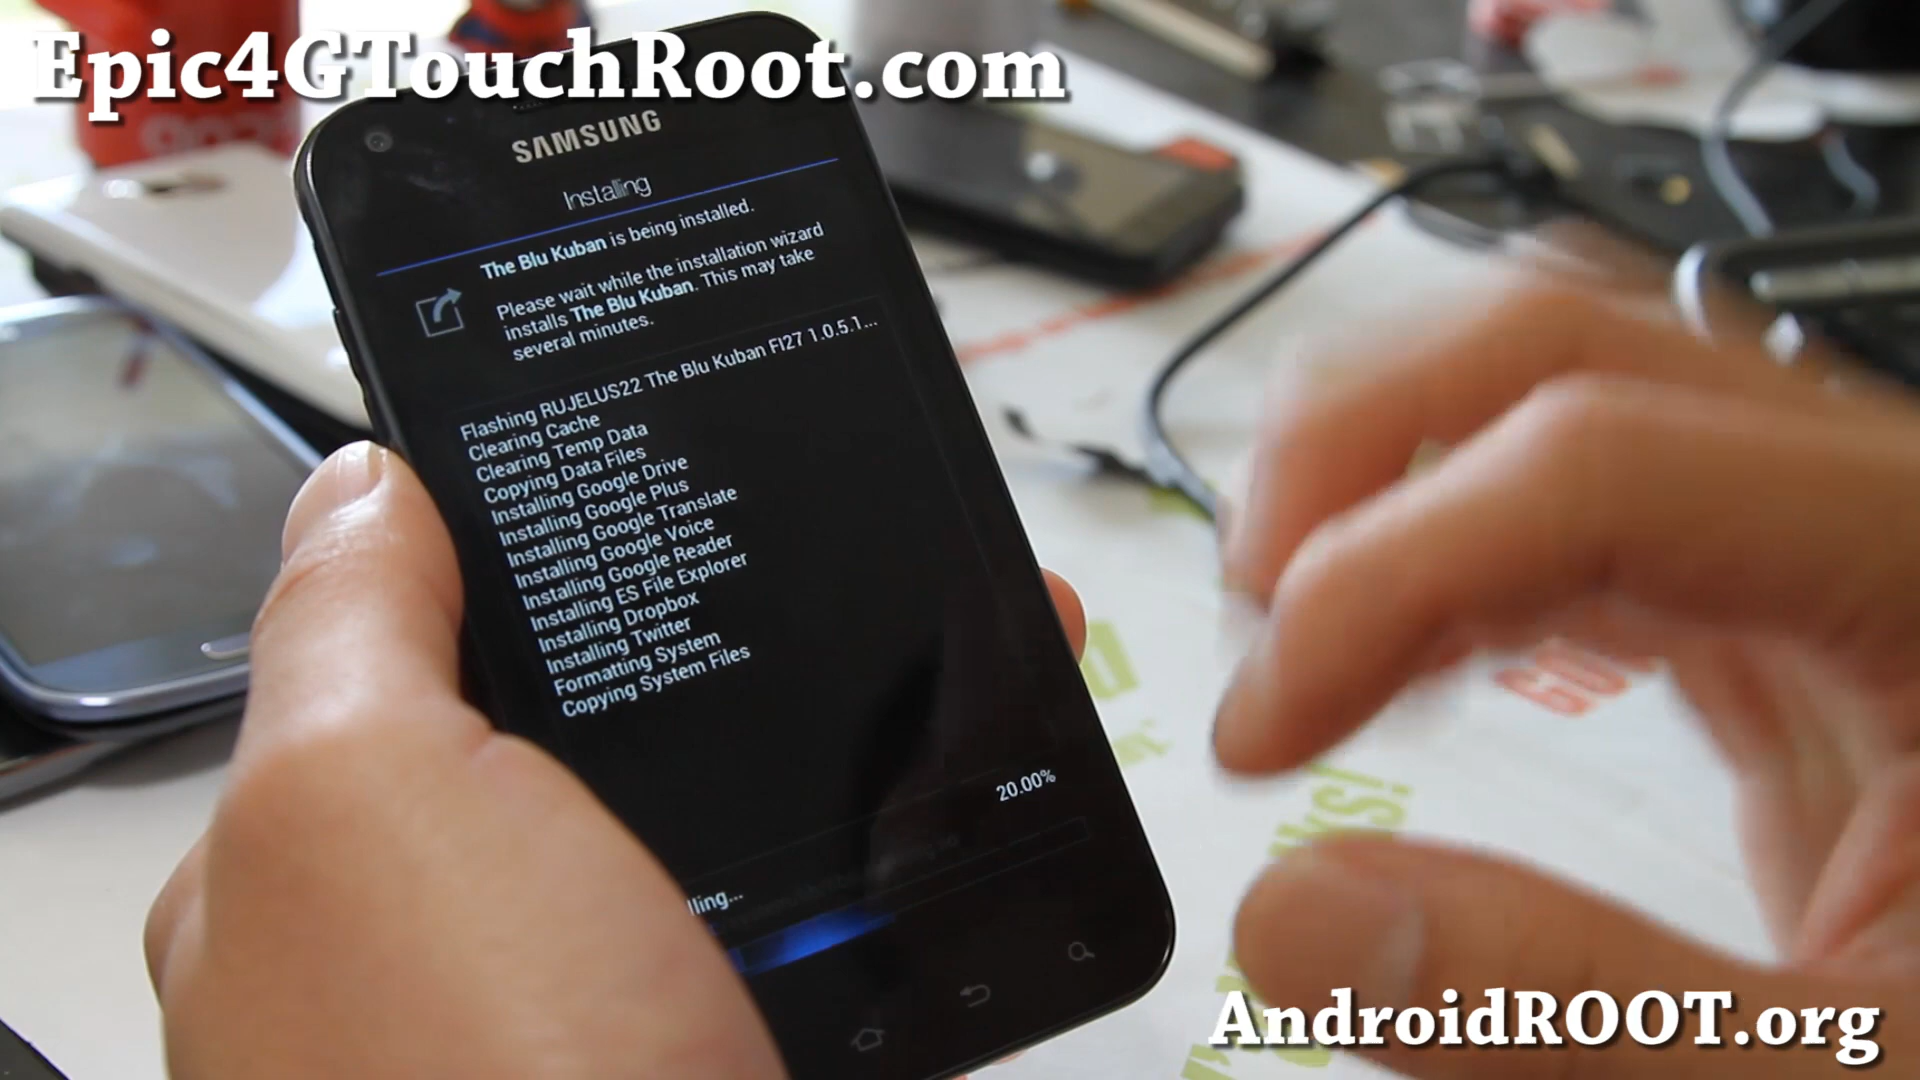 Epic4GTouchRoot.com
SAMSUNG
Installing
The Blu Kuban is being installed.
Please wait while the installation wizard
installs The Blu Kuban. This may take
several minutes.
Flashing RUJELUS22 The Blu Kuban FI27 1.0.5.1...
Clearing Cache
Clearing Temp Data
Copying Data Files
Installing Google Drive
Installing Google Plus
Installing Google Translate
Installing Google Voice
Installing Google Reader
Installing ES File Explorer
Installing Dropbox
Installing Twitter
Formatting System
Copying System Files
20.00%
lling...
AndroidROOT.org